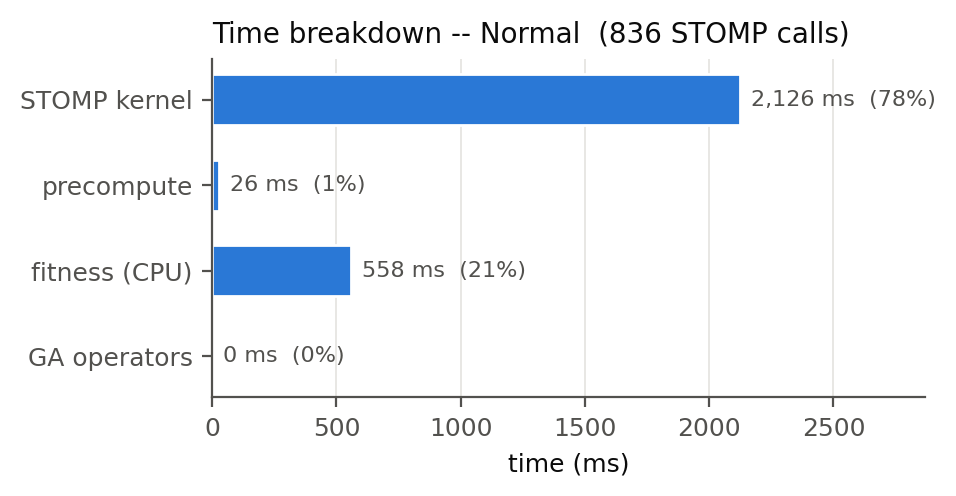 Time breakdown -- Normal  (836 STOMP calls)
STOMP kernel
2,126 ms  (78%)
precompute
26 ms  (1%)
fitness (CPU)
558 ms  (21%)
GA operators
0 ms  (0%)
0 500 1000 1500 2000 2500
time (ms)